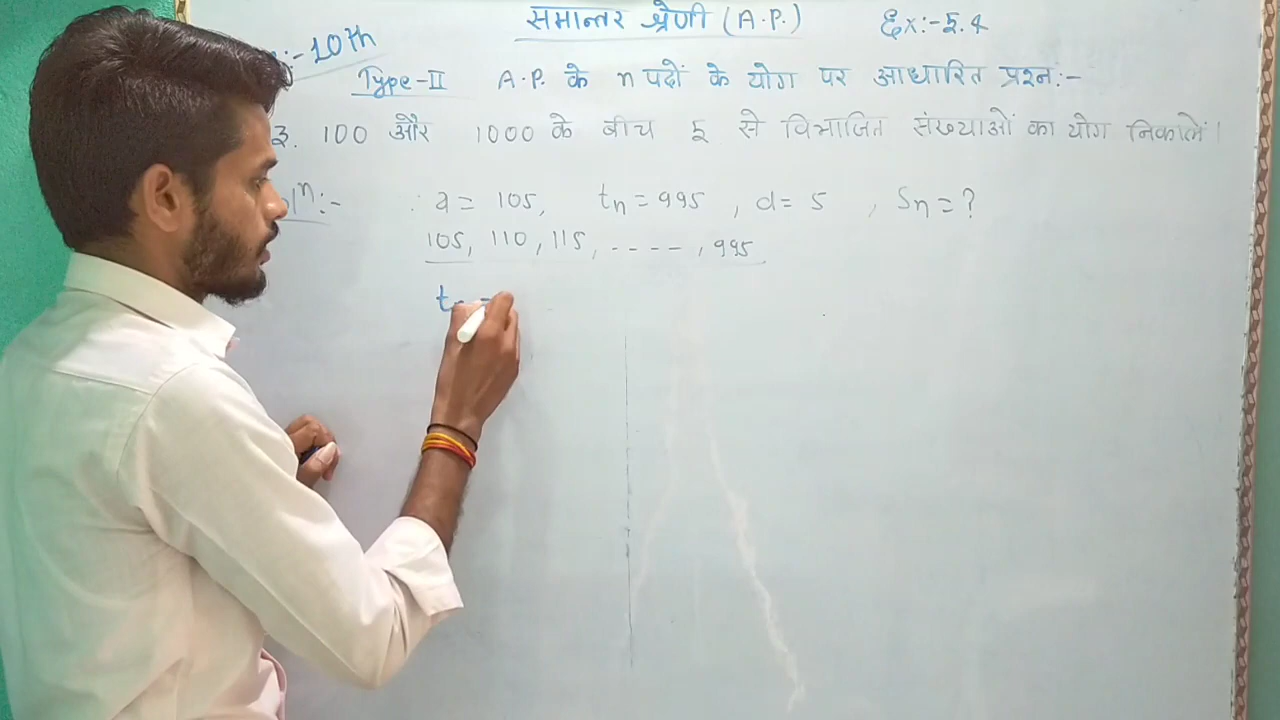 समान्तर श्रेणी (A.P.) Ex:-5.4
:-10th
Type-II A.P. के n पदों के योग पर आधारित प्रश्न:-
3. 100 और 1000 के बीच 5 से विभाजित संख्याओं का योग निकालें।
:- a = 105, tn = 995, d = 5, Sn = ?
105, 110, 115, ----, 995